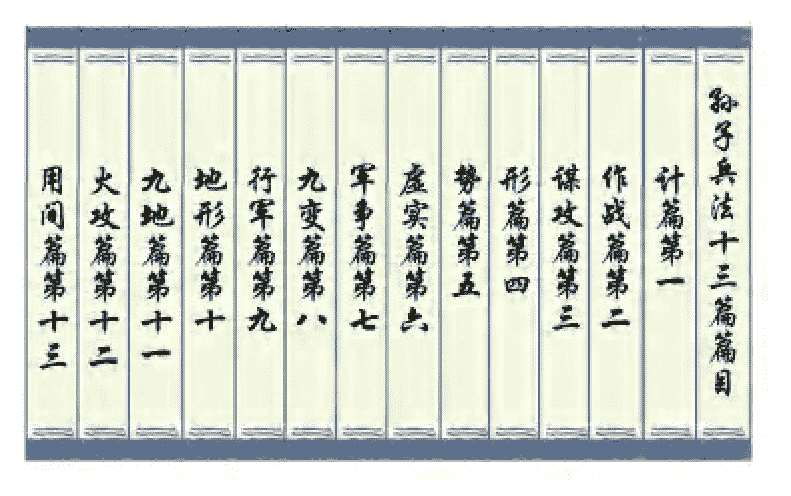 孙子兵法十三篇篇目
计篇第一
作战篇第二
谋攻篇第三
形篇第四
势篇第五
虚实篇第六
军争篇第七
九变篇第八
行军篇第九
地形篇第十
九地篇第十一
火攻篇第十二
用间篇第十三